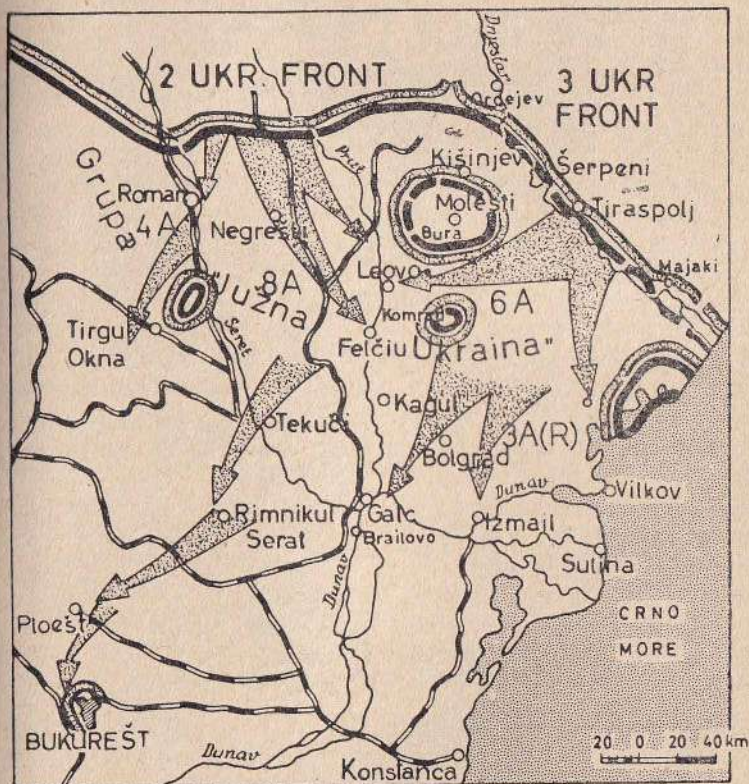 Dnjestar
2 UKR. FRONT
3 UKR
FRONT
Ordejev
Prut
Kišinjev
Šerpeni
Grupa
Roman
4A
Negrešti
Molešti
Bura
Tiraspolj
Majaki
Leovo
8A
"Južna
Komrat
6A
Tirgu
Okna
Seret
Felčiu
Ukraina"
Kagul
Tekuči
3A(R)
Bolgrad
Dunav
Vilkov
Rimnikul
Serat
Galc
Izmajl
Brailovo
Sulina
Dunav
CRNO
MORE
Ploešt
BUKUREŠT
Dunav
Konstanca
20 0 20 40 km